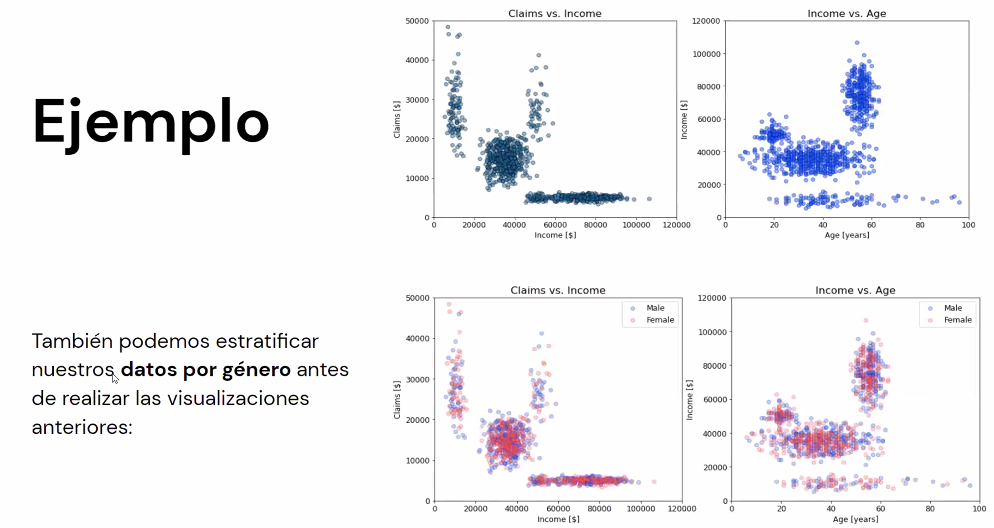 Ejemplo
También podemos estratificar
nuestros datos por género antes
de realizar las visualizaciones
anteriores:
Claims vs. Income
50000
40000
30000
20000
10000
0
Claims [$]
0 20000 40000 60000 80000 100000 120000
Income [$]
Income vs. Age
120000
100000
80000
60000
40000
20000
0
Income [$]
0 20 40 60 80 100
Age [years]
Claims vs. Income
Male
Female
50000
40000
30000
20000
10000
0
Claims [$]
0 20000 40000 60000 80000 100000 120000
Income [$]
Income vs. Age
Male
Female
120000
100000
80000
60000
40000
20000
0
Income [$]
0 20 40 60 80 100
Age [years]